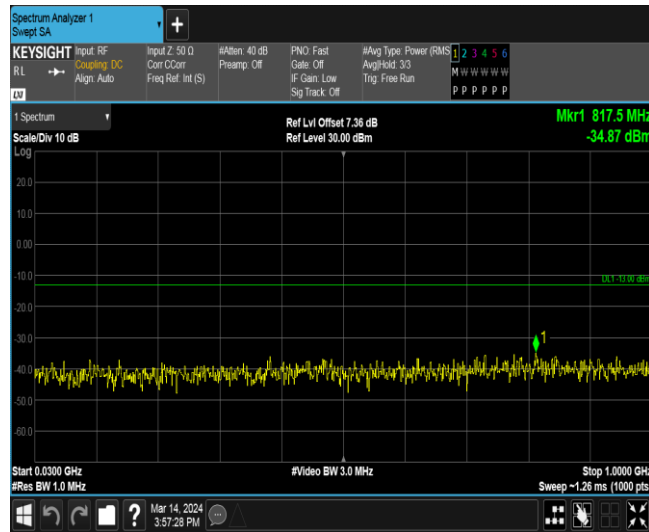 Spectrum Analyzer 1
Swept SA
+
KEYSIGHT Input: RF Input Z: 50 Ω #Atten: 40 dB PNO: Fast #Avg Type: Power (RMS 1 2 3 4 5 6
RL Coupling: DC Corr CCorr Preamp: Off Gate: Off Avg|Hold: 3/3 M W W W W W
Align: Auto Freq Ref: Int (S) IF Gain: Low Trig: Free Run
Sig Track: Off P P P P P P
LXI
1 Spectrum Ref Lvl Offset 7.36 dB Mkr1 817.5 MHz
Scale/Div 10 dB Ref Level 30.00 dBm -34.87 dBm
Log
20.0
10.0
0.00
-10.0
DL1 -13.00 dBm
-20.0
-30.0
1
-40.0
-50.0
-60.0
Start 0.0300 GHz #Video BW 3.0 MHz Stop 1.0000 GHz
#Res BW 1.0 MHz Sweep ~1.26 ms (1000 pts
? Mar 14, 2024
3:57:28 PM